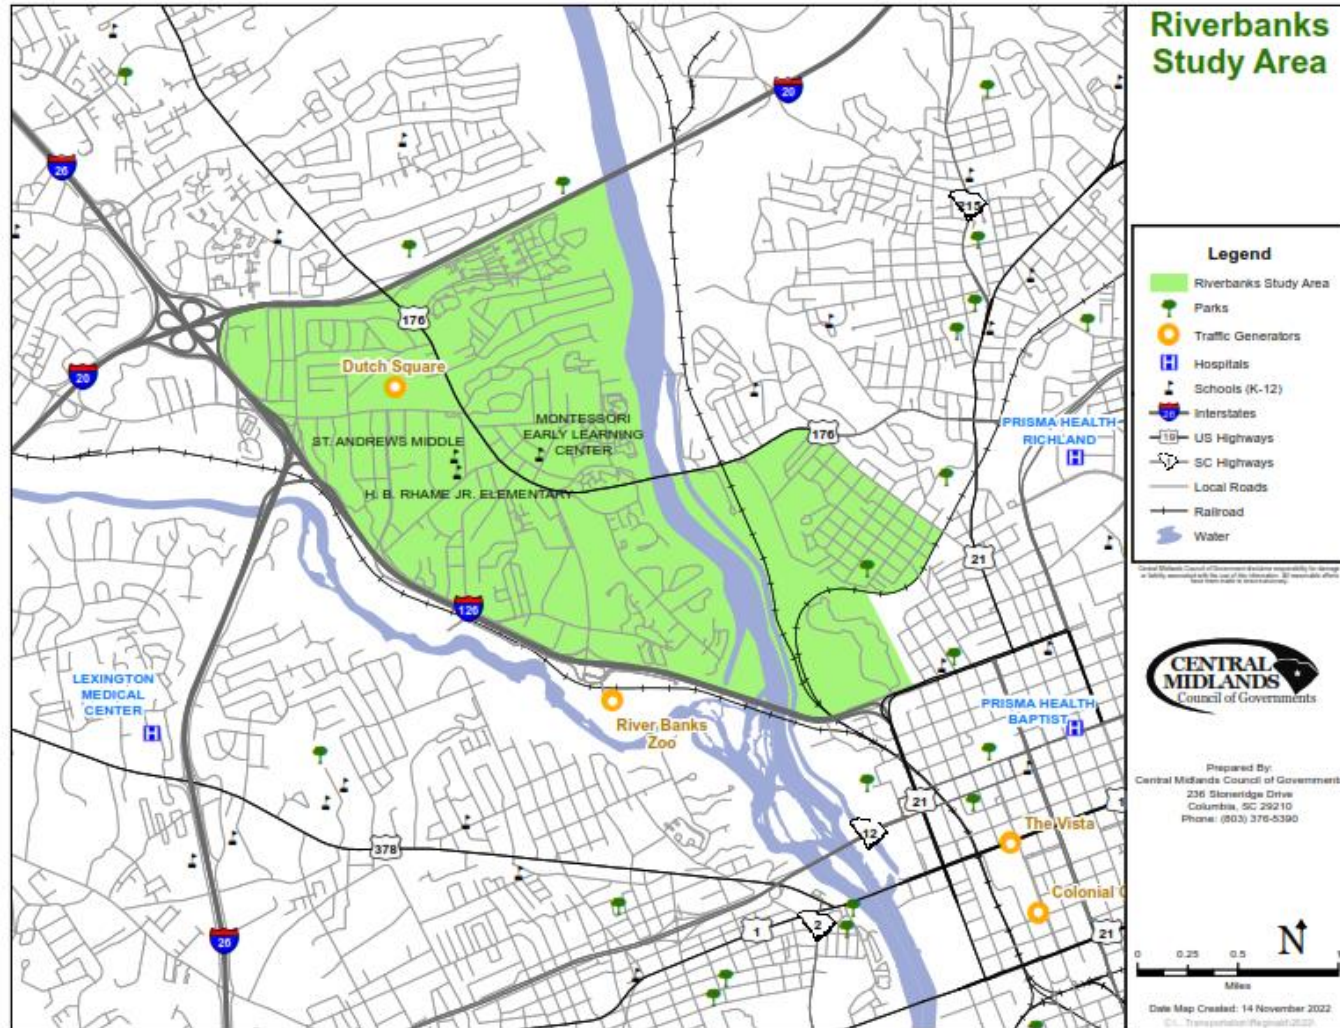 Riverbanks
Study Area
20
26
215
176
20
Dutch Square
MONTESSORI
EARLY LEARNING
CENTER
ST. ANDREWS MIDDLE
H. B. RHAME JR. ELEMENTARY
176
PRISMA HEALTH
RICHLAND
21
126
LEXINGTON
MEDICAL
CENTER
River Banks
Zoo
PRISMA HEALTH
BAPTIST
21
1
12
The Vista
378
Colonial
1
2
21
26
Legend
Riverbanks Study Area
Parks
Traffic Generators
Hospitals
Schools (K-12)
Interstates
US Highways
19
SC Highways
Local Roads
Railroad
Water
CENTRAL
MIDLANDS
Council of Governments
Prepared By:
Central Midlands Council of Governments
236 Stoneridge Drive
Columbia, SC 29210
Phone: (803) 376-5390
N
0 0.25 0.5 1
Miles
Date Map Created: 14 November 2022